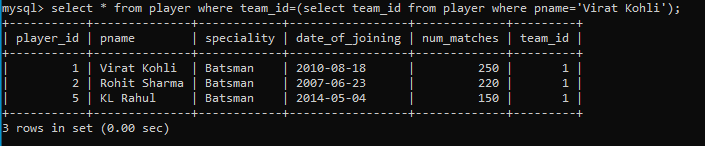 mysql> select * from player where team_id=(select team_id from player where pname='Virat Kohli');
+-----------+--------------+------------+-----------------+-------------+---------+
| player_id | pname        | speciality | date_of_joining | num_matches | team_id |
+-----------+--------------+------------+-----------------+-------------+---------+
|         1 | Virat Kohli  | Batsman    | 2010-08-18      |         250 |       1 |
|         2 | Rohit Sharma | Batsman    | 2007-06-23      |         220 |       1 |
|         5 | KL Rahul     | Batsman    | 2014-05-04      |         150 |       1 |
+-----------+--------------+------------+-----------------+-------------+---------+
3 rows in set (0.00 sec)